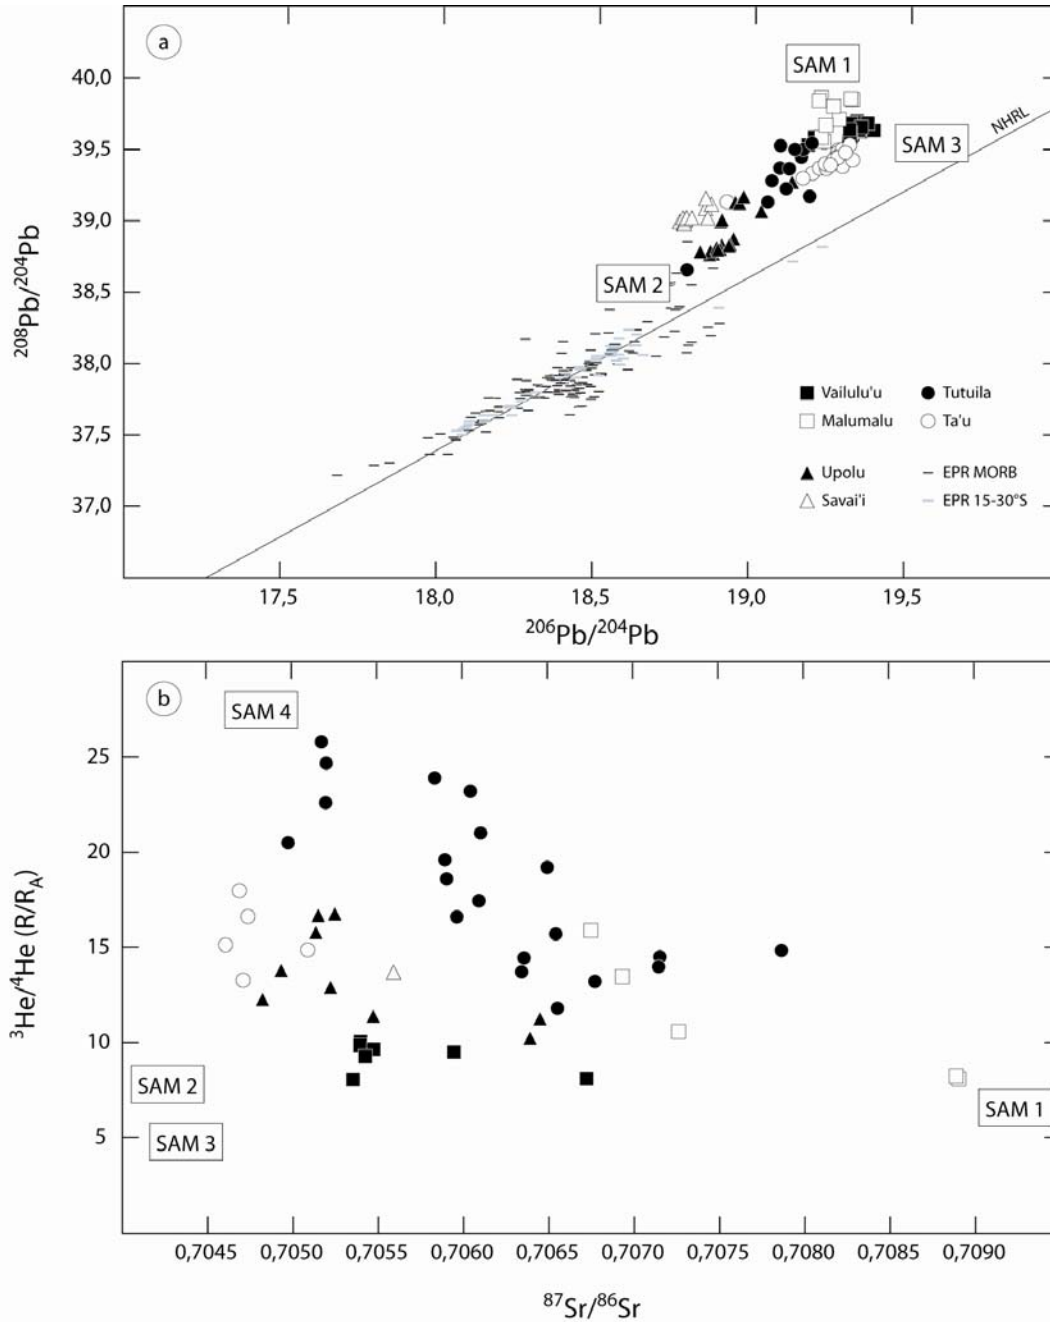 a
SAM 1
40,0
NHRL
39,5
SAM 3
39,0
SAM 2
38,5
208Pb/204Pb
38,0
Vailulu'u
Tutuila
Malumalu
Ta'u
37,5
Upolu
EPR MORB
37,0
Savai'i
EPR 15-30°S
17,5 18,0 18,5 19,0 19,5
206Pb/204Pb
b
SAM 4
25
20
15
3He/4He (R/RA)
10
SAM 2
SAM 1
5
SAM 3
0,7045 0,7050 0,7055 0,7060 0,7065 0,7070 0,7075 0,7080 0,7085 0,7090
87Sr/86Sr